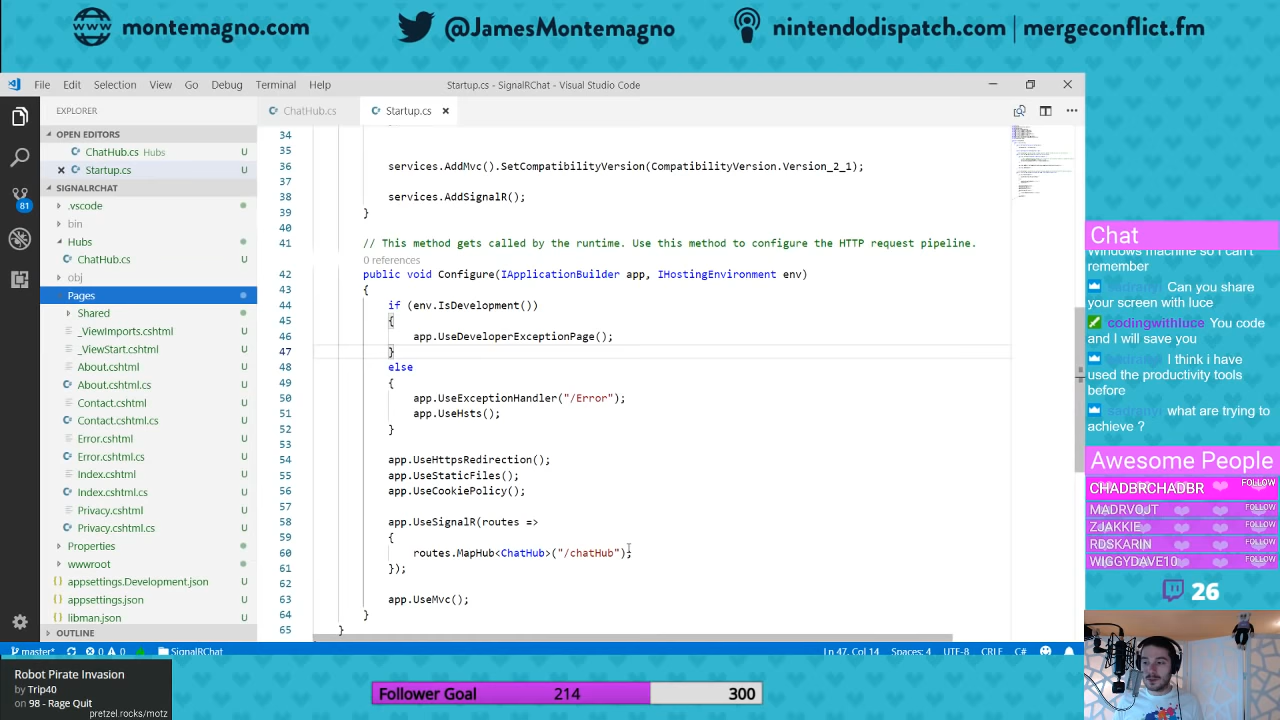 montemagno.com
@JamesMontemagno
nintendodispatch.com | mergeconflict.fm
File Edit Selection View Go Debug Terminal Help
Startup.cs - SignalRChat - Visual Studio Code
EXPLORER
OPEN EDITORS
ChatHub.cs Hubs U
Startup.cs U
SIGNALRCHAT
.vscode
bin
Hubs
ChatHub.cs U
obj
Pages
Shared
_ViewImports.cshtml U
_ViewStart.cshtml U
About.cshtml U
About.cshtml.cs U
Contact.cshtml U
Contact.cshtml.cs U
Error.cshtml U
Error.cshtml.cs U
Index.cshtml U
Index.cshtml.cs U
Privacy.cshtml U
Privacy.cshtml.cs U
Properties
wwwroot
appsettings.Development.json U
appsettings.json U
libman.json U
OUTLINE
81
ChatHub.cs
Startup.cs
34
35
36 services.AddMvc().SetCompatibilityVersion(CompatibilityVersion.Version_2_1);
37
38 services.AddSignalR();
39 }
40
41 // This method gets called by the runtime. Use this method to configure the HTTP request pipeline.
0 references
42 public void Configure(IApplicationBuilder app, IHostingEnvironment env)
43 {
44 if (env.IsDevelopment())
45 {
46 app.UseDeveloperExceptionPage();
47 }
48 else
49 {
50 app.UseExceptionHandler("/Error");
51 app.UseHsts();
52 }
53
54 app.UseHttpsRedirection();
55 app.UseStaticFiles();
56 app.UseCookiePolicy();
57
58 app.UseSignalR(routes =>
59 {
60 routes.MapHub<ChatHub>("/chatHub");
61 });
62
63 app.UseMvc();
64 }
65 }
master* 0 0 SignalRChat Ln 47, Col 14 Spaces: 4 UTF-8 CRLF C#
Chat
Windows machine so I can't
remember
sadranyi Can you share
your screen with luce
codingwithluce You code
and I will save you
sadranyi I think i have
used the productivity tools
before
sadranyi what are trying to
achieve ?
Awesome People
CHADBRCHADBR FOLLOW
MADRVOJT FOLLOW
ZJAKKIE FOLLOW
RDSKARIM FOLLOW
WIGGYDAVE10 FOLLOW
26
Robot Pirate Invasion
by Trip40
on 98 - Rage Quit
pretzel.rocks/motz
Follower Goal 214 300